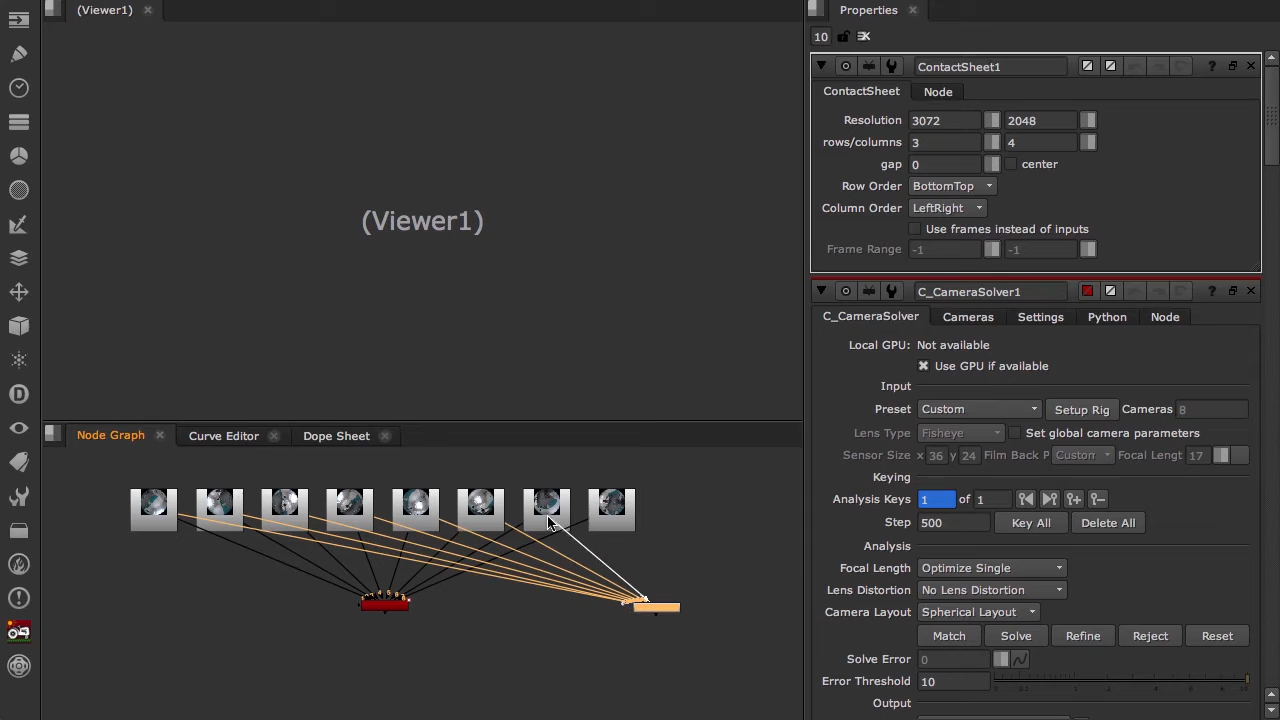 (Viewer1)
(Viewer1)
Node Graph
Curve Editor
Dope Sheet
Properties
10
ContactSheet1
?
ContactSheet
Node
Resolution 3072 2048
rows/columns 3 4
gap 0 center
Row Order BottomTop
Column Order LeftRight
Use frames instead of inputs
Frame Range -1 -1
C_CameraSolver1
?
C_CameraSolver
Cameras
Settings
Python
Node
Local GPU: Not available
Use GPU if available
Input
Preset Custom Setup Rig Cameras 8
Lens Type Fisheye Set global camera parameters
Sensor Size x 36 y 24 Film Back P Custom Focal Lengt 17
Keying
Analysis Keys 1 of 1
Step 500 Key All Delete All
Analysis
Focal Length Optimize Single
Lens Distortion No Lens Distortion
Camera Layout Spherical Layout
Match Solve Refine Reject Reset
Solve Error 0
Error Threshold 10
Output